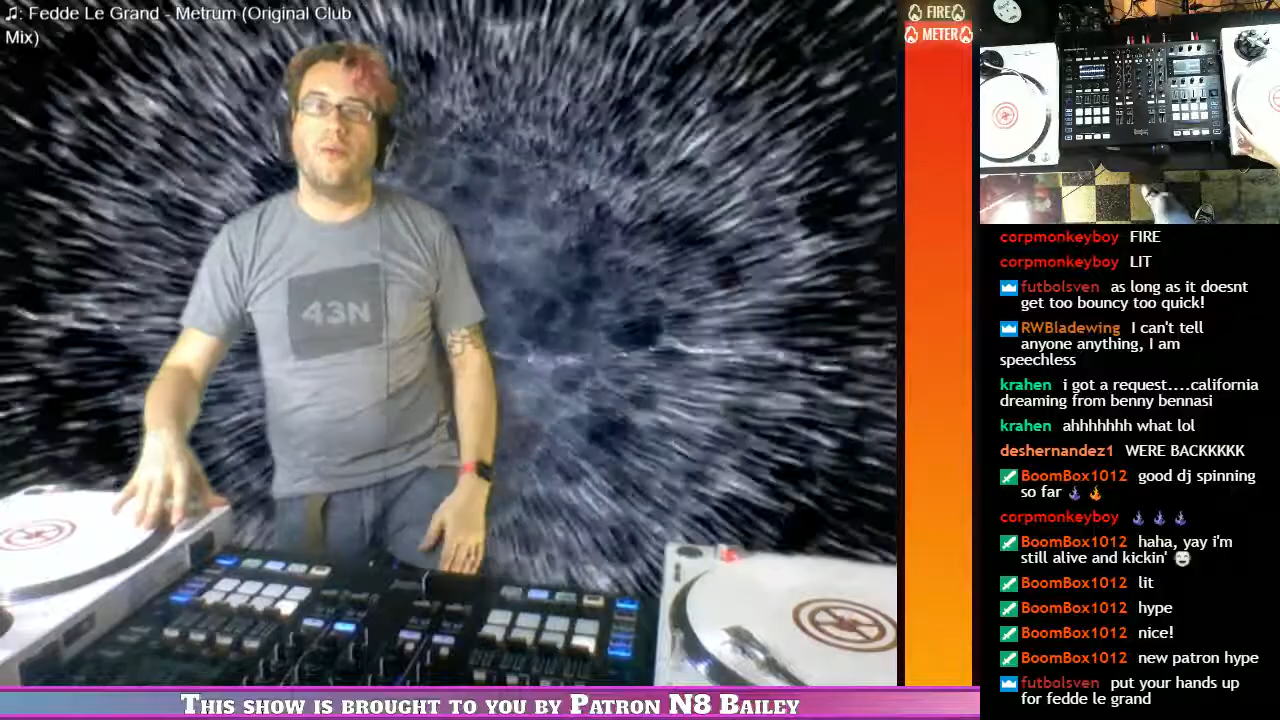 ♫: Fedde Le Grand - Metrum (Original Club
Mix)
FIRE
METER
43N
corpmonkeyboy FIRE
corpmonkeyboy LIT
futbolsven as long as it doesnt
get too bouncy too quick!
RWBladewing I can't tell
anyone anything, I am
speechless
krahen i got a request....california
dreaming from benny bennasi
krahen ahhhhhhh what lol
deshernandez1 WERE BACKKKKK
BoomBox1012 good dj spinning
so far
corpmonkeyboy
BoomBox1012 haha, yay i'm
still alive and kickin'
BoomBox1012 lit
BoomBox1012 hype
BoomBox1012 nice!
BoomBox1012 new patron hype
futbolsven put your hands up
for fedde le grand
THIS SHOW IS BROUGHT TO YOU BY PATRON N8 BAILEY